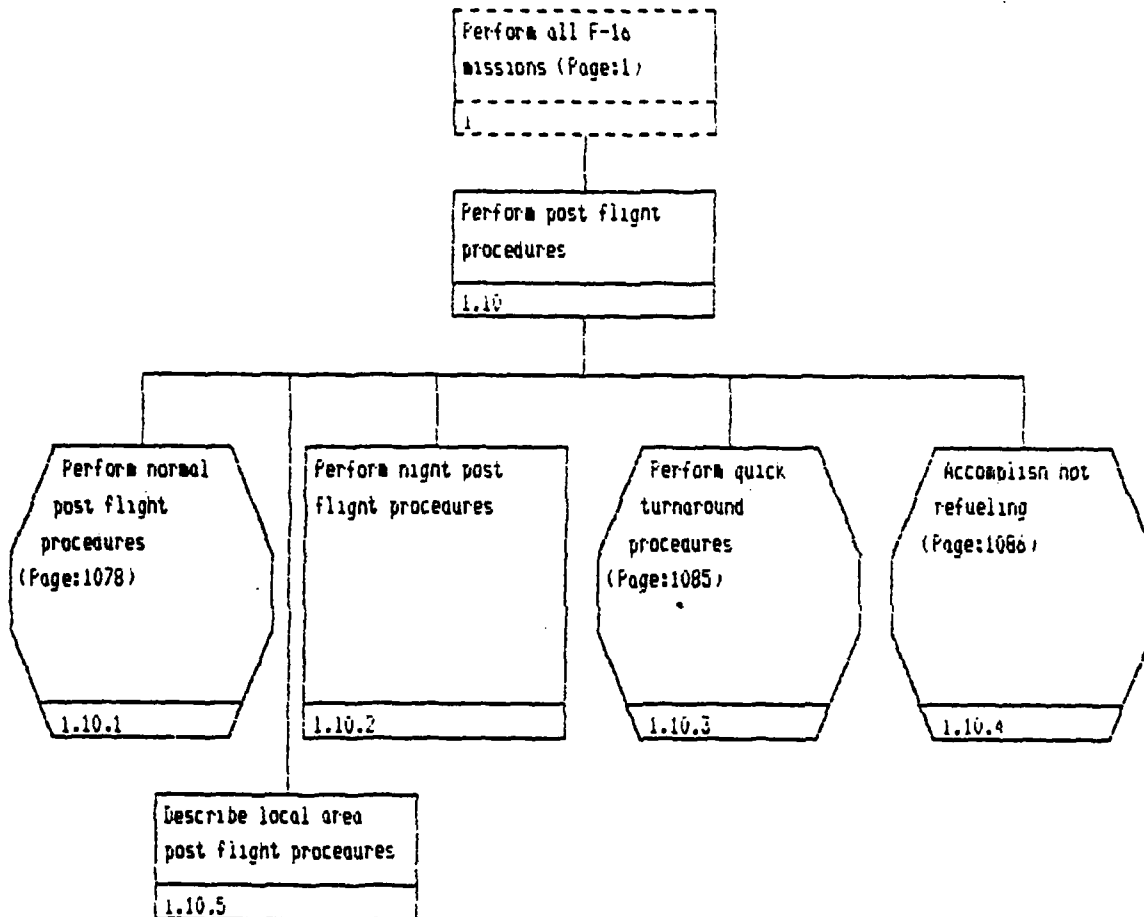 Perform all F-16
missions (Page:1)
1
Perform post flight
procedures
1.10
Perform normal
post flight
procedures
(Page:1078)
1.10.1
Perform night post
flight procedures
1.10.2
Perform quick
turnaround
procedures
(Page:1085)
1.10.3
Accomplish hot
refueling
(Page:1086)
1.10.4
Describe local area
post flight procedures
1.10.5